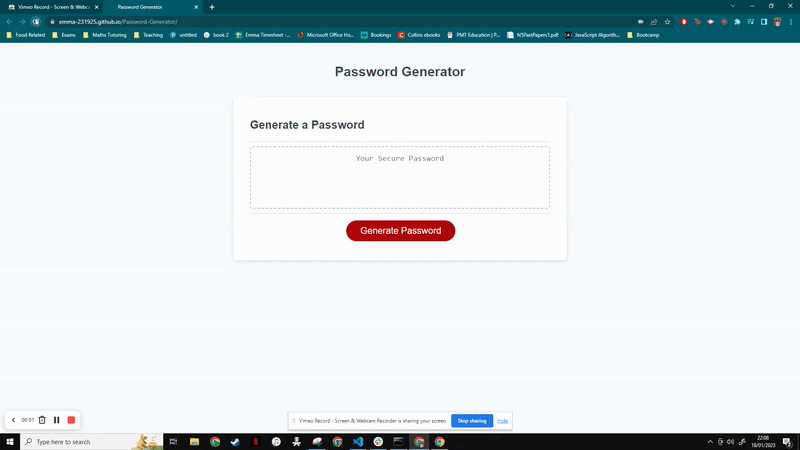 Vimeo Record - Screen & Webca
Password Generator
emma-231925.github.io/Password-Generator/
Food Related
Exams
Maths Tutoring
Teaching
untitled
book 2
Emma Timesheet -...
Microsoft Office Ho...
Bookings
Collins ebooks
PMT Education | P...
N5PastPapers1.pdf
JavaScript Algorith...
Bootcamp
Password Generator
Generate a Password
Your Secure Password
Generate Password
00:01
Vimeo Record - Screen & Webcam Recorder is sharing your screen.
Stop sharing
Hide
Type here to search
22:08
18/01/2023